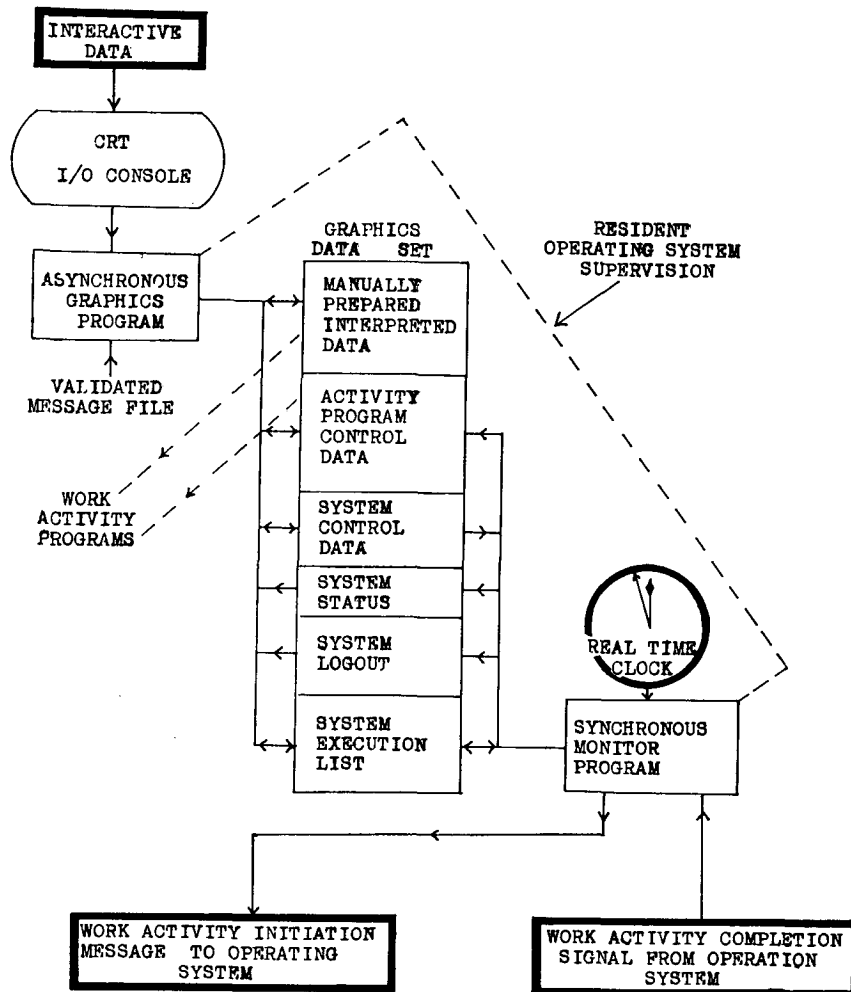 INTERACTIVE
DATA
CRT
I/O CONSOLE
ASYNCHRONOUS
GRAPHICS
PROGRAM
VALIDATED
MESSAGE FILE
WORK
ACTIVITY
PROGRAMS
GRAPHICS
DATA SET
MANUALLY
PREPARED
INTERPRETED
DATA
ACTIVITY
PROGRAM
CONTROL
DATA
SYSTEM
CONTROL
DATA
SYSTEM
STATUS
SYSTEM
LOGOUT
SYSTEM
EXECUTION
LIST
RESIDENT
OPERATING SYSTEM
SUPERVISION
REAL TIME
CLOCK
SYNCHRONOUS
MONITOR
PROGRAM
WORK ACTIVITY INITIATION
MESSAGE TO OPERATING
SYSTEM
WORK ACTIVITY COMPLETION
SIGNAL FROM OPERATION
SYSTEM